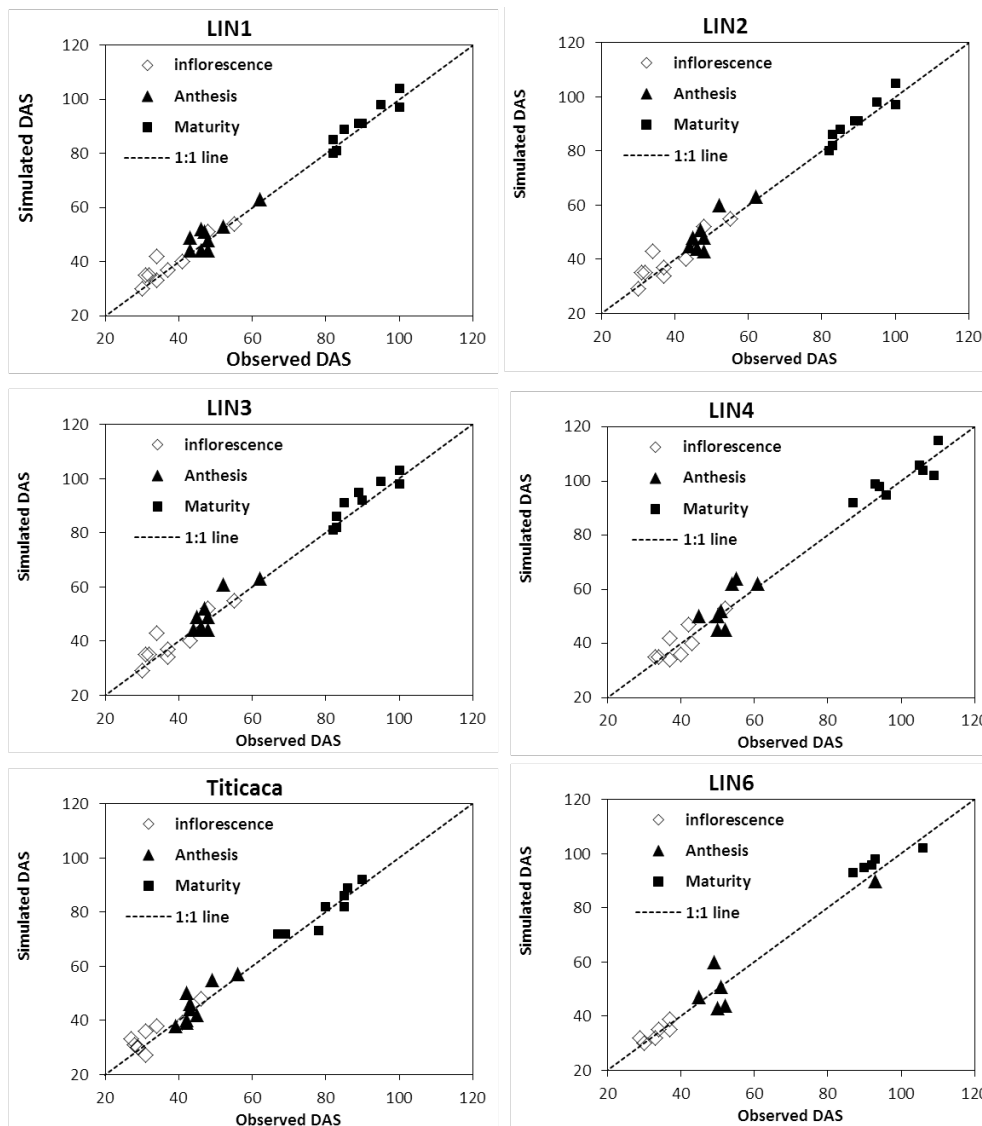 LIN1
120
100
80
60
40
20
Simulated DAS
inflorescence
Anthesis
Maturity
1:1 line
20 40 60 80 100 120
Observed DAS
LIN2
120
100
80
60
40
20
Simulated DAS
inflorescence
Anthesis
Maturity
1:1 line
20 40 60 80 100 120
Observed DAS
LIN3
120
100
80
60
40
20
Simulated DAS
inflorescence
Anthesis
Maturity
1:1 line
20 40 60 80 100 120
Observed DAS
LIN4
120
100
80
60
40
20
Simulated DAS
inflorescence
Anthesis
Maturity
1:1 line
20 40 60 80 100 120
Observed DAS
Titicaca
120
100
80
60
40
20
Simulated DAS
inflorescence
Anthesis
Maturity
1:1 line
20 40 60 80 100 120
Observed DAS
LIN6
120
100
80
60
40
20
Simulated DAS
inflorescence
Anthesis
Maturity
1:1 line
20 40 60 80 100 120
Observed DAS